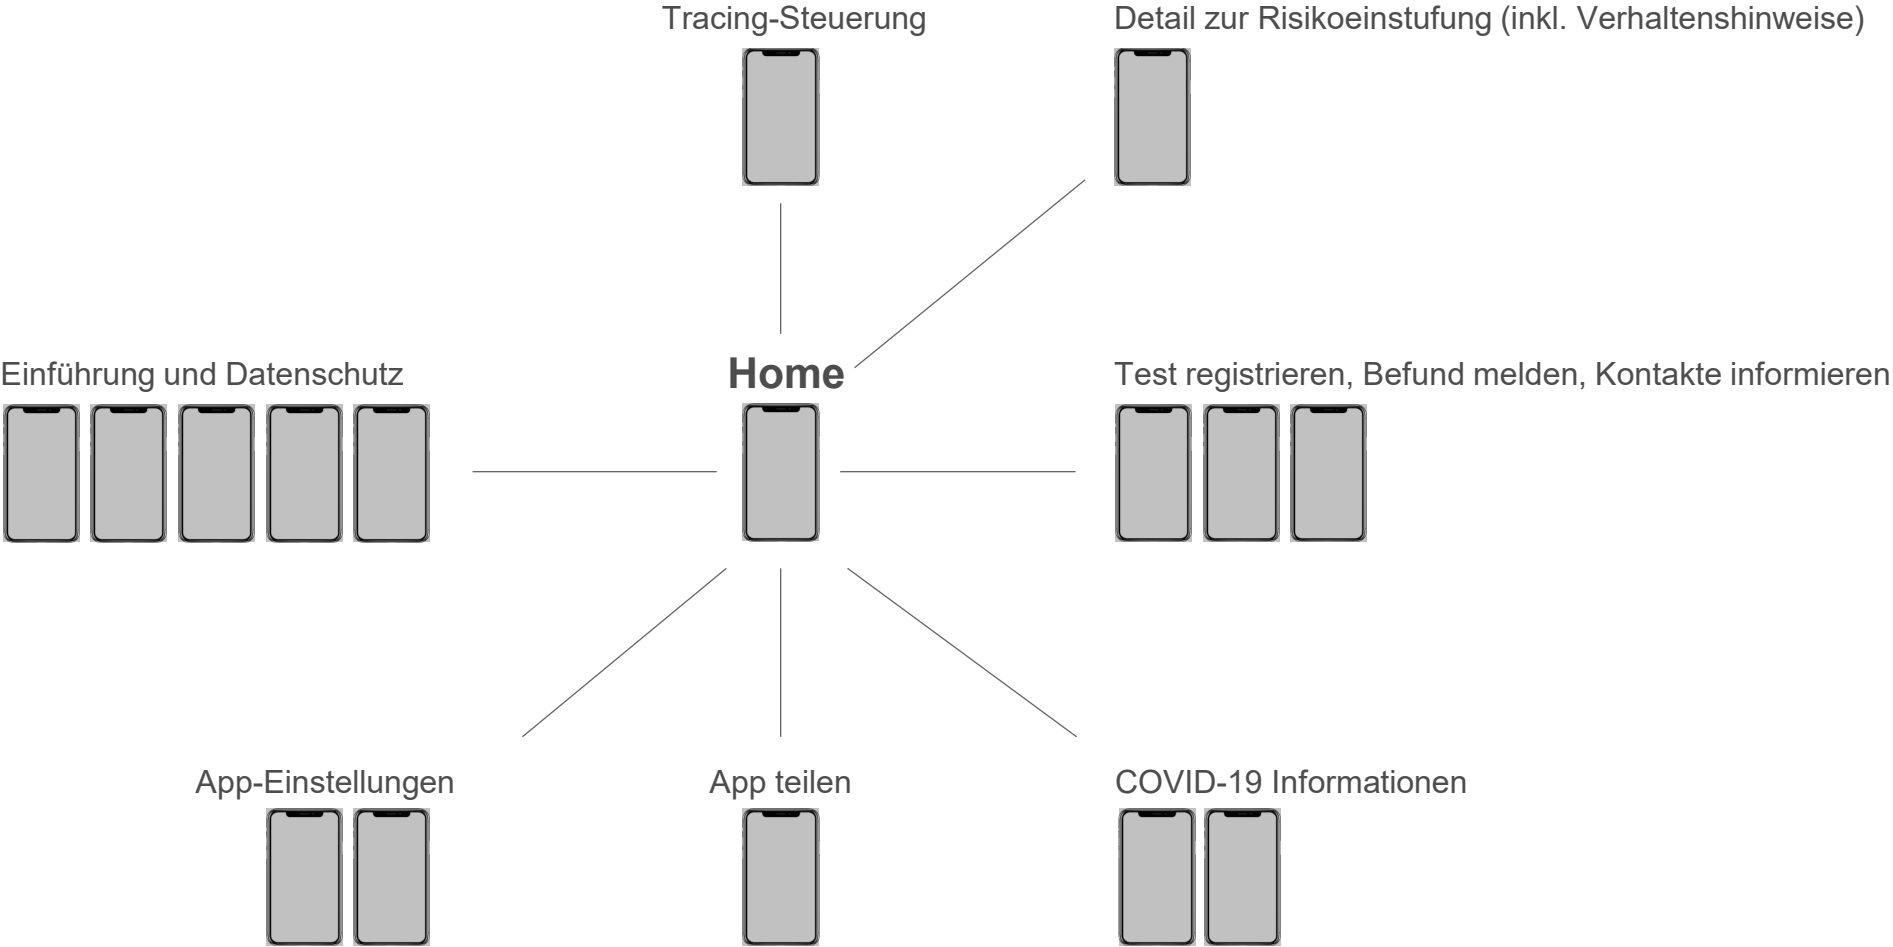 Tracing-Steuerung
Detail zur Risikoeinstufung (inkl. Verhaltenshinweise)
Einführung und Datenschutz
Home
Test registrieren, Befund melden, Kontakte informieren
App-Einstellungen
App teilen
COVID-19 Informationen